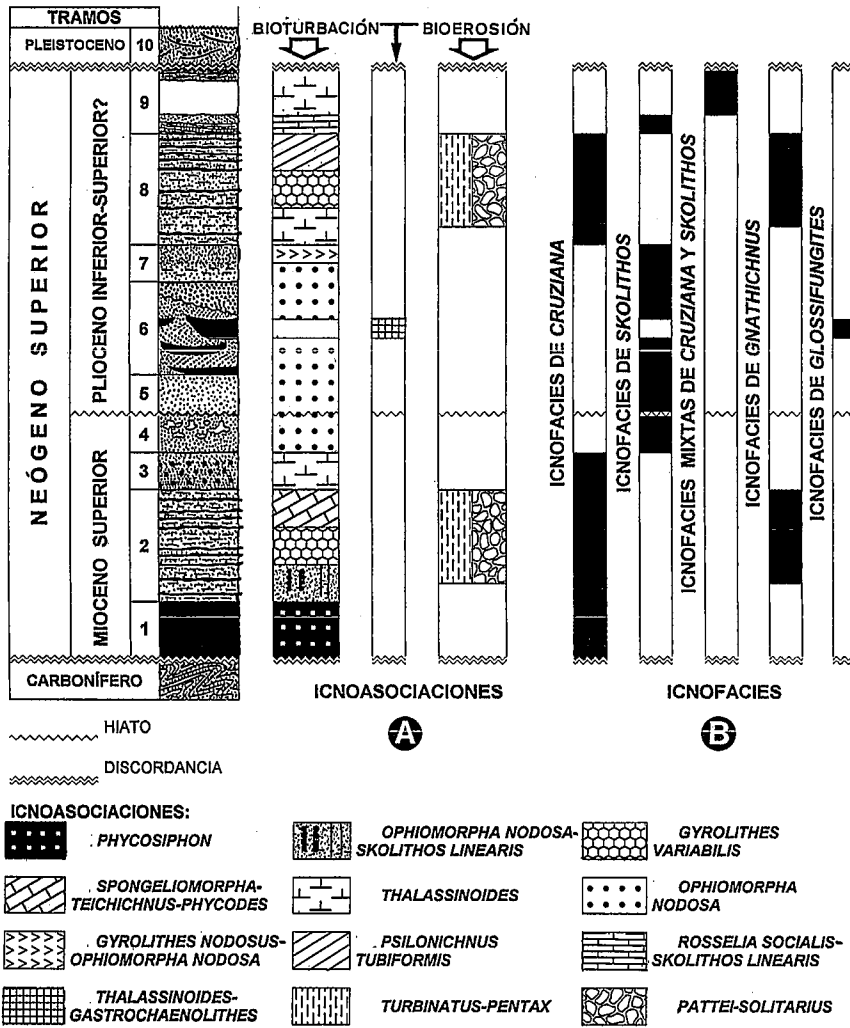 TRAMOS
PLEISTOCENO 10
BIOTURBACIÓN
BIOEROSIÓN
NEÓGENO SUPERIOR
PLIOCENO INFERIOR-SUPERIOR?
MIOCENO SUPERIOR
9
8
7
6
5
4
3
2
1
CARBONÍFERO
ICNOFACIES DE CRUZIANA
ICNOFACIES DE SKOLITHOS
ICNOFACIES MIXTAS DE CRUZIANA Y SKOLITHOS
ICNOFACIES DE GNATHICHNUS
ICNOFACIES DE GLOSSIFUNGITES
ICNOASOCIACIONES
ICNOFACIES
A
B
HIATO
DISCORDANCIA
ICNOASOCIACIONES:
PHYCOSIPHON
OPHIOMORPHA NODOSA-
SKOLITHOS LINEARIS
GYROLITHES
VARIABILIS
SPONGELIOMORPHA-
TEICHICHNUS-PHYCODES
THALASSINOIDES
OPHIOMORPHA
NODOSA
GYROLITHES NODOSUS-
OPHIOMORPHA NODOSA
PSILONICHNUS
TUBIFORMIS
ROSSELIA SOCIALIS-
SKOLITHOS LINEARIS
THALASSINOIDES-
GASTROCHAENOLITHES
TURBINATUS-PENTAX
PATTEI-SOLITARIUS